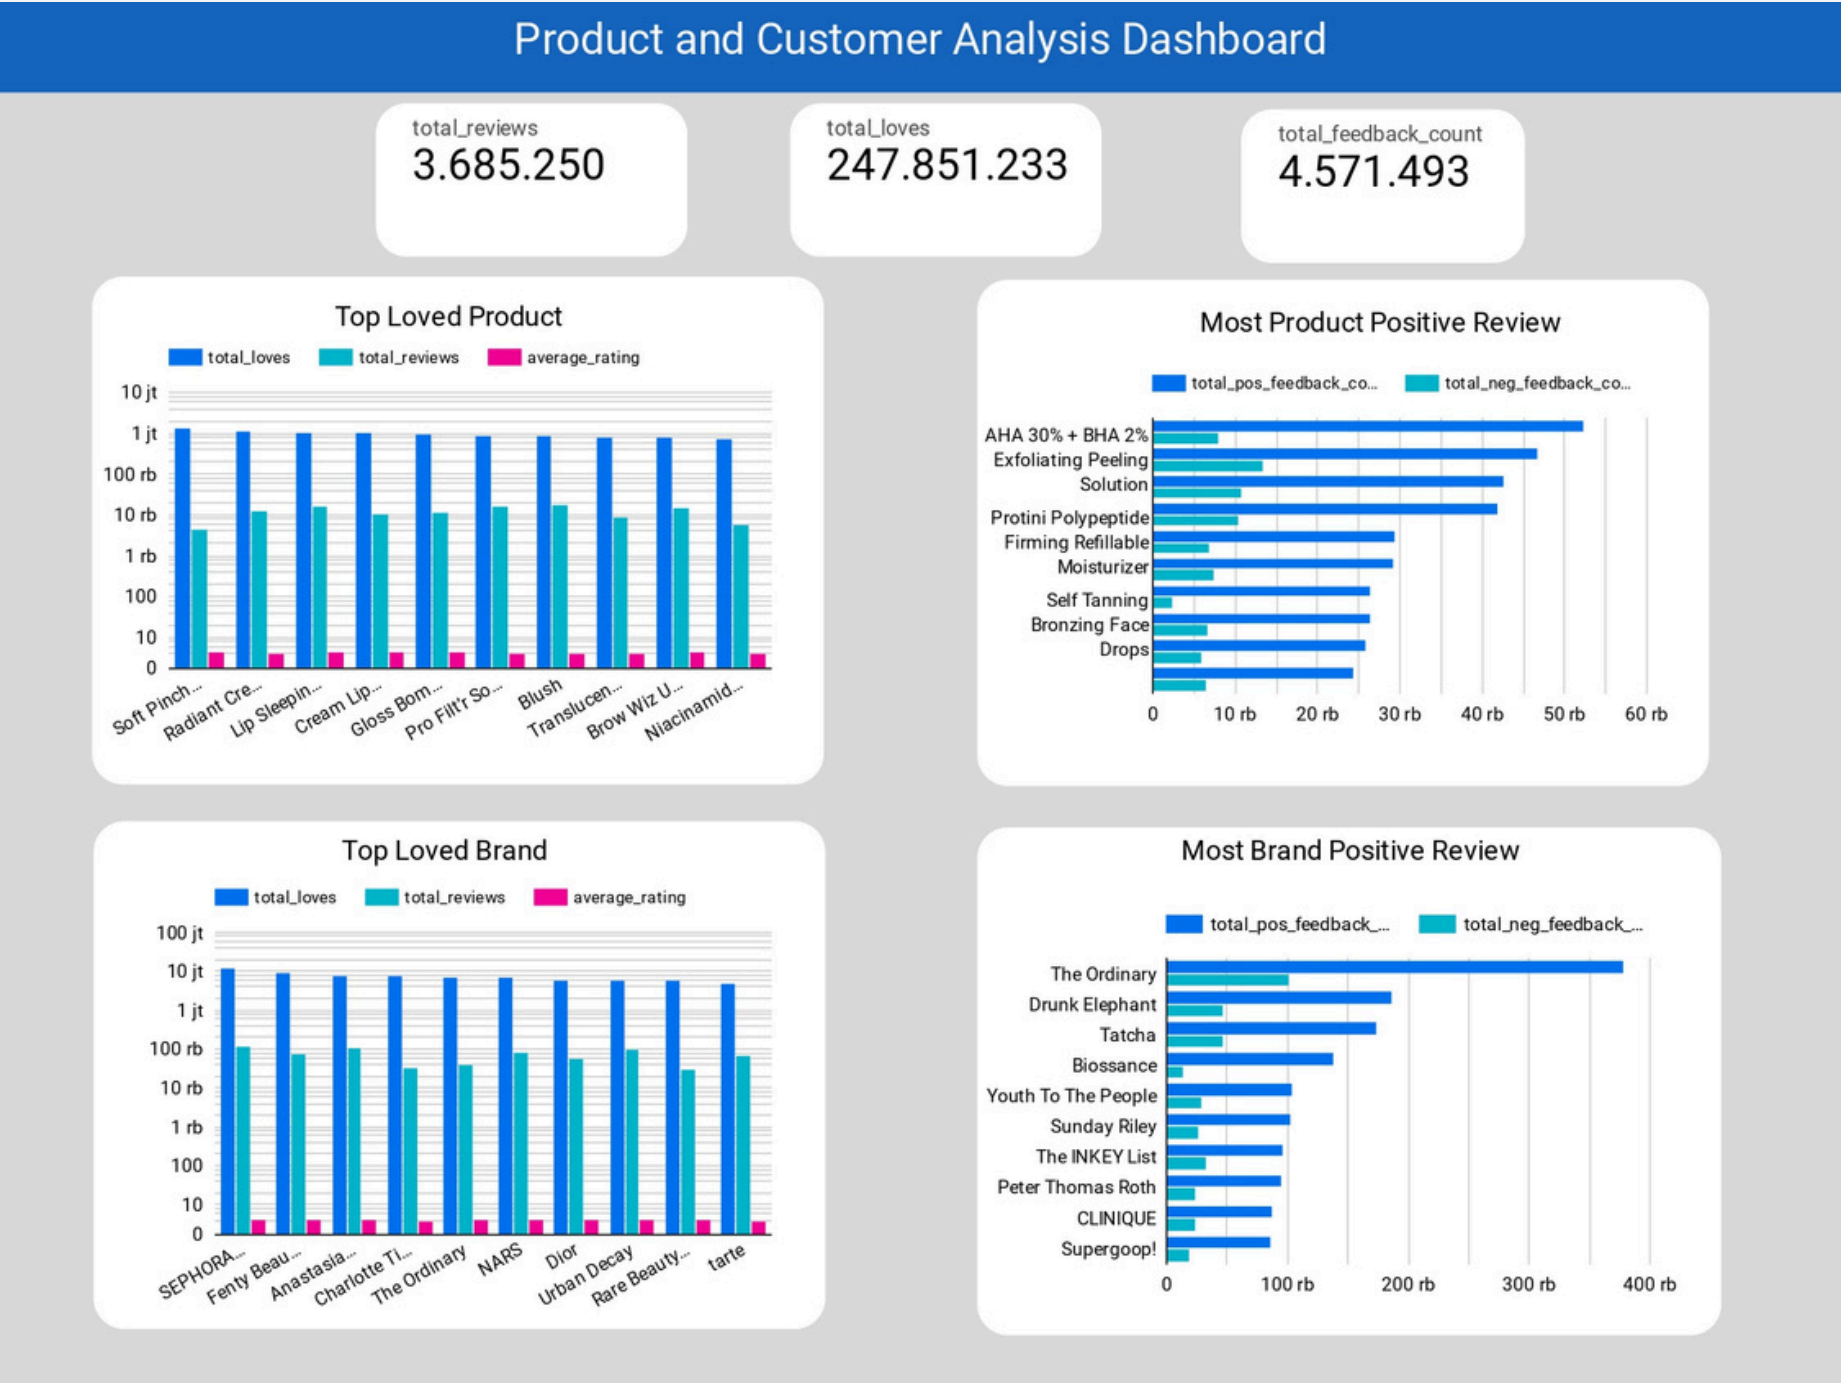 Product and Customer Analysis Dashboard
total_reviews
3.685.250
total_loves
247.851.233
total_feedback_count
4.571.493
Top Loved Product
total_loves total_reviews average_rating
10 jt
1 jt
100 rb
10 rb
1 rb
100
10
0
Soft Pinch...
Radiant Cre...
Lip Sleepin...
Cream Lip...
Gloss Bom...
Pro Filt'r So...
Blush
Translucen...
Brow Wiz U...
Niacinamid...
Most Product Positive Review
total_pos_feedback_co... total_neg_feedback_co...
AHA 30% + BHA 2%
Exfoliating Peeling
Solution
Protini Polypeptide
Firming Refillable
Moisturizer
Self Tanning
Bronzing Face
Drops
0 10 rb 20 rb 30 rb 40 rb 50 rb 60 rb
Top Loved Brand
total_loves total_reviews average_rating
100 jt
10 jt
1 jt
100 rb
10 rb
1 rb
100
10
0
SEPHORA...
Fenty Beau...
Anastasia...
Charlotte Ti...
The Ordinary
NARS
Dior
Urban Decay
Rare Beauty...
tarte
Most Brand Positive Review
total_pos_feedback_... total_neg_feedback_...
The Ordinary
Drunk Elephant
Tatcha
Biossance
Youth To The People
Sunday Riley
The INKEY List
Peter Thomas Roth
CLINIQUE
Supergoop!
0 100 rb 200 rb 300 rb 400 rb